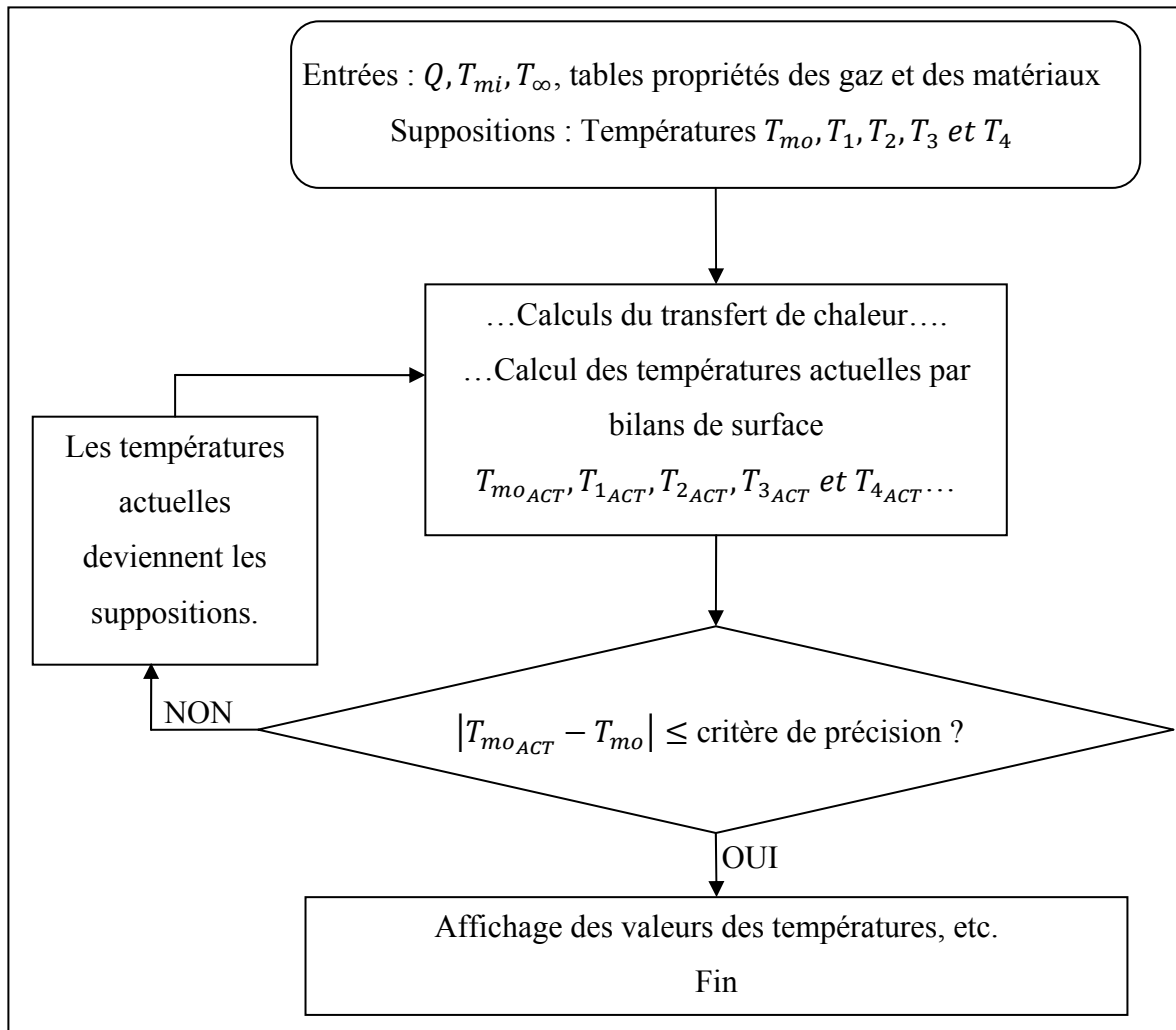 Entrées : Q, T_mi, T_∞, tables propriétés des gaz et des matériaux
Suppositions : Températures T_mo, T_1, T_2, T_3 et T_4
…Calculs du transfert de chaleur….
…Calcul des températures actuelles par
bilans de surface
T_mo_ACT, T_1_ACT, T_2_ACT, T_3_ACT et T_4_ACT…
Les températures
actuelles
deviennent les
suppositions.
NON
|T_mo_ACT − T_mo| ≤ critère de précision ?
OUI
Affichage des valeurs des températures, etc.
Fin